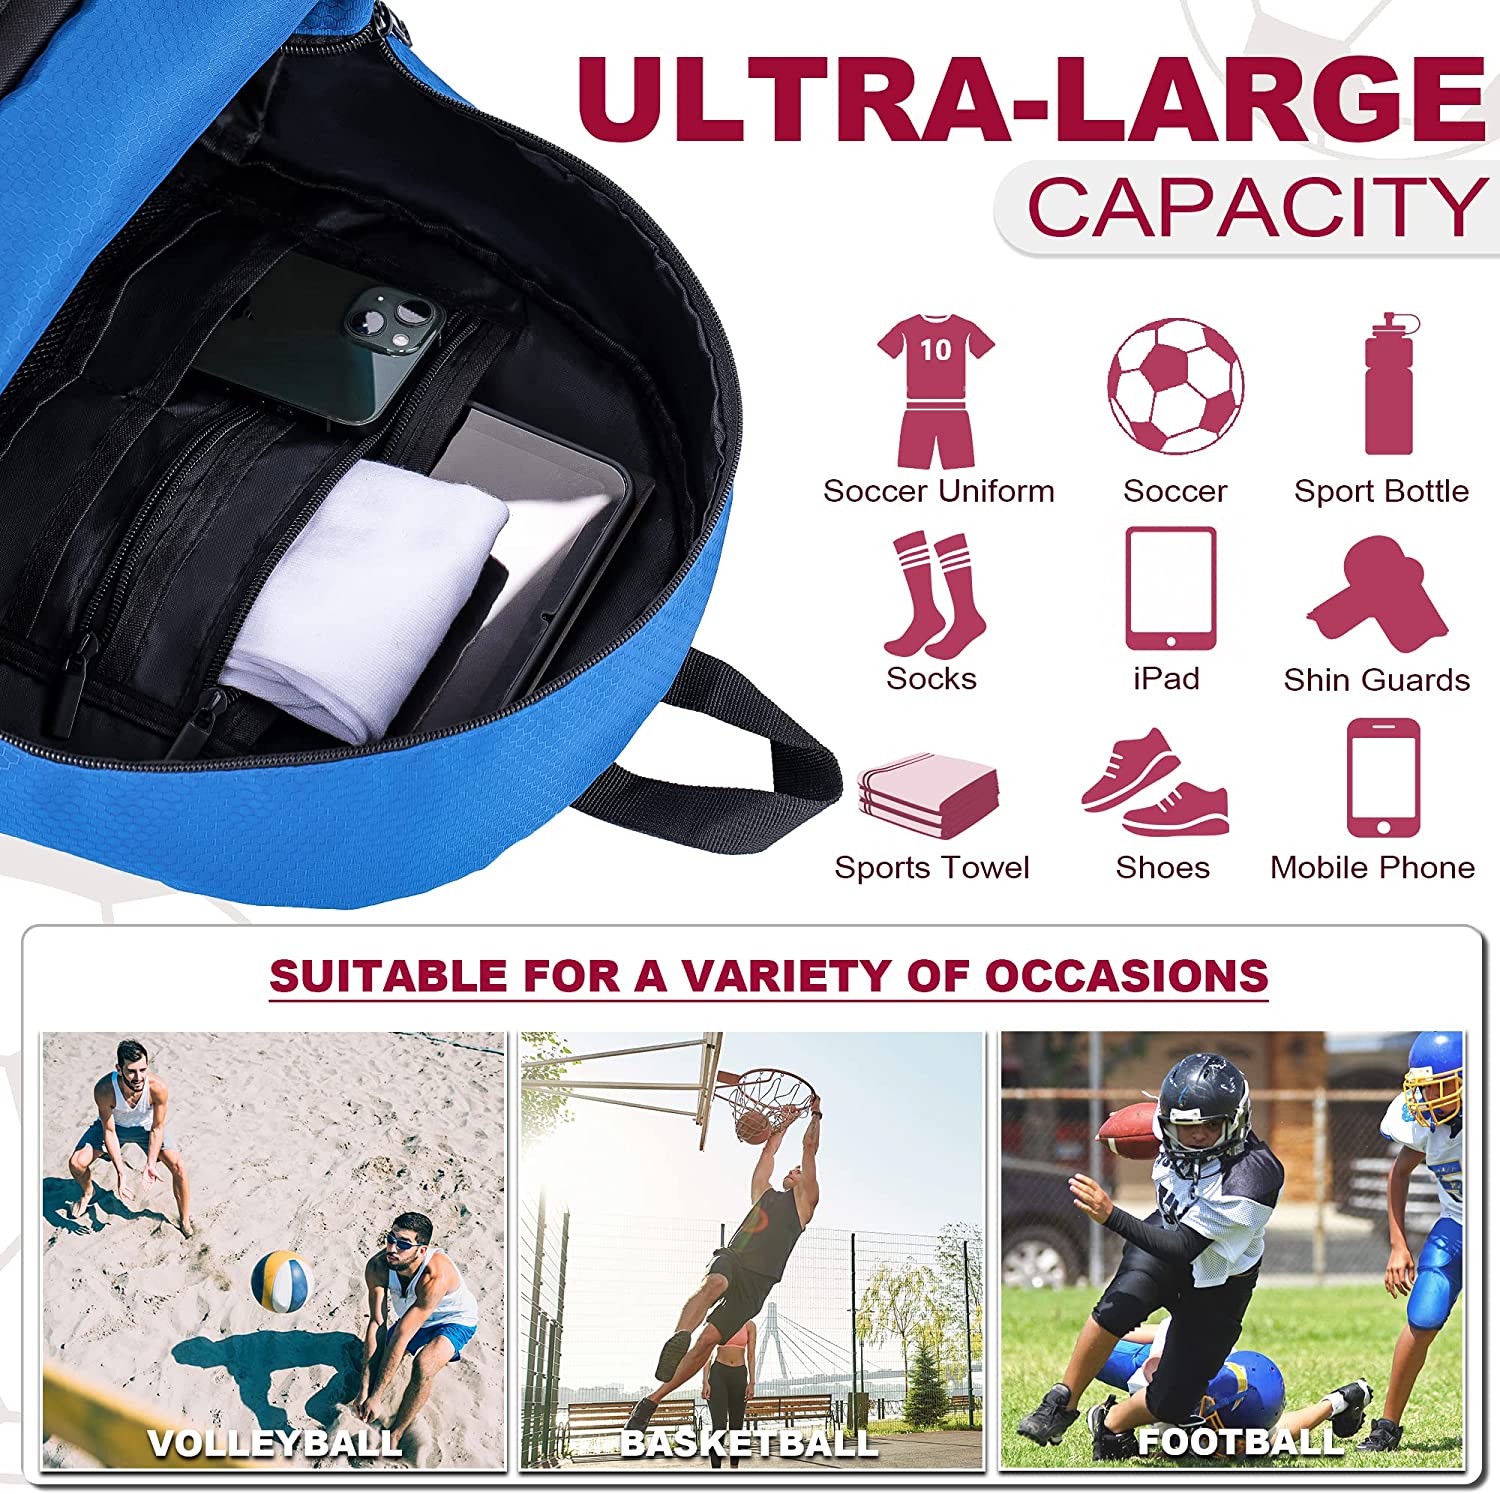 ULTRA-LARGE
CAPACITY
10
Soccer Uniform
Soccer
Sport Bottle
Socks
iPad
Shin Guards
Sports Towel
Shoes
Mobile Phone
SUITABLE FOR A VARIETY OF OCCASIONS
VOLLEYBALL
BASKETBALL
FOOTBALL